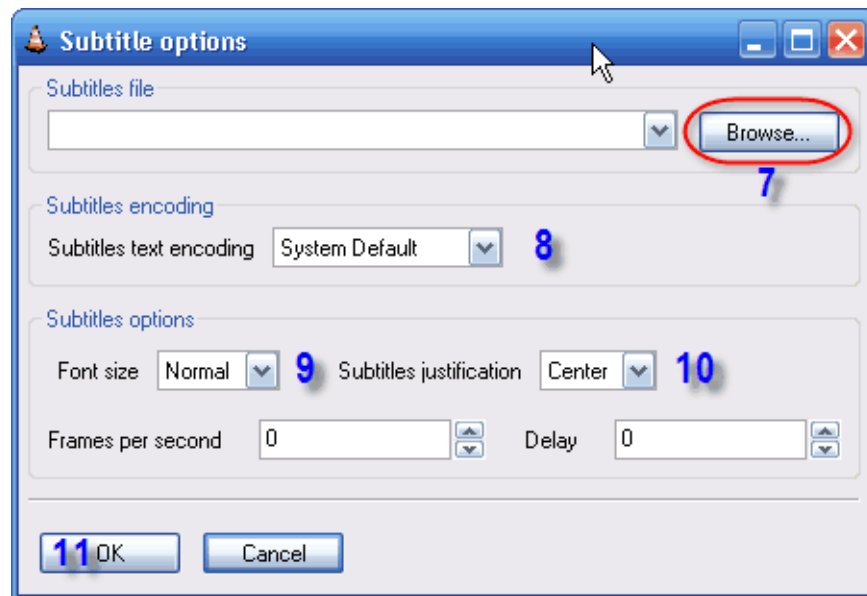 Subtitle options
Subtitles file
Browse...
7
Subtitles encoding
Subtitles text encoding System Default 8
Subtitles options
Font size Normal 9 Subtitles justification Center 10
Frames per second 0 Delay 0
11 OK Cancel